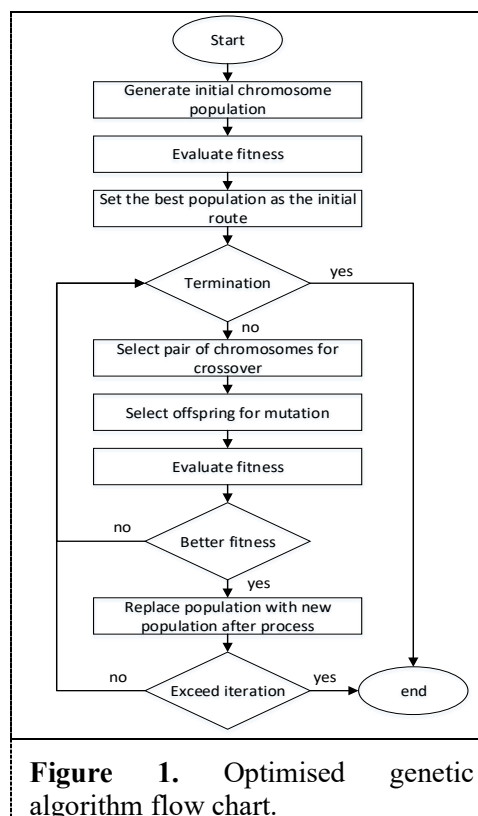 Start
Generate initial chromosome
population
Evaluate fitness
Set the best population as the initial
route
Termination
yes
no
Select pair of chromosomes for
crossover
Select offspring for mutation
Evaluate fitness
no
Better fitness
yes
Replace population with new
population after process
no
Exceed iteration
yes
end
Figure 1. Optimised genetic
algorithm flow chart.